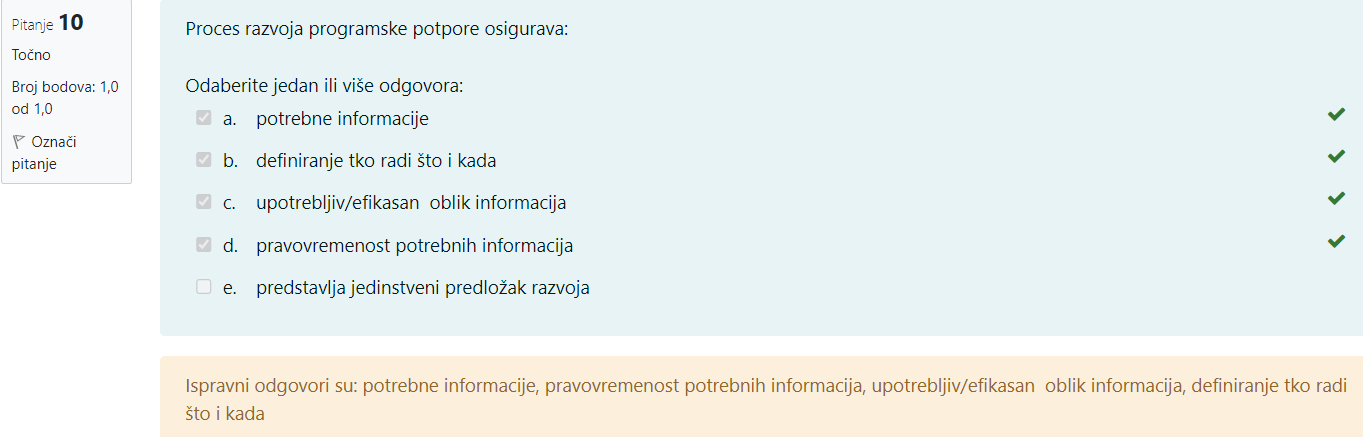 Pitanje 10
Točno
Broj bodova: 1,0
od 1,0
Označi
pitanje
Proces razvoja programske potpore osigurava:
Odaberite jedan ili više odgovora:
a. potrebne informacije
b. definiranje tko radi što i kada
c. upotrebljiv/efikasan oblik informacija
d. pravovremenost potrebnih informacija
e. predstavlja jedinstveni predložak razvoja
Ispravni odgovori su: potrebne informacije, pravovremenost potrebnih informacija, upotrebljiv/efikasan oblik informacija, definiranje tko radi
što i kada